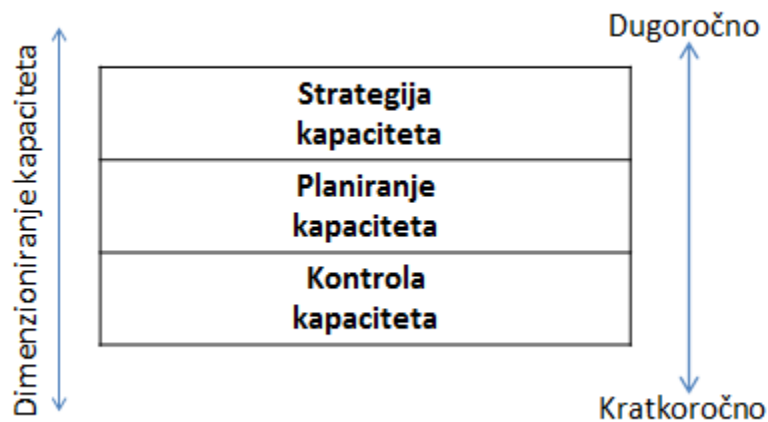 Dugoročno
Dimenzioniranje kapaciteta
Strategija
kapaciteta
Planiranje
kapaciteta
Kontrola
kapaciteta
Kratkoročno